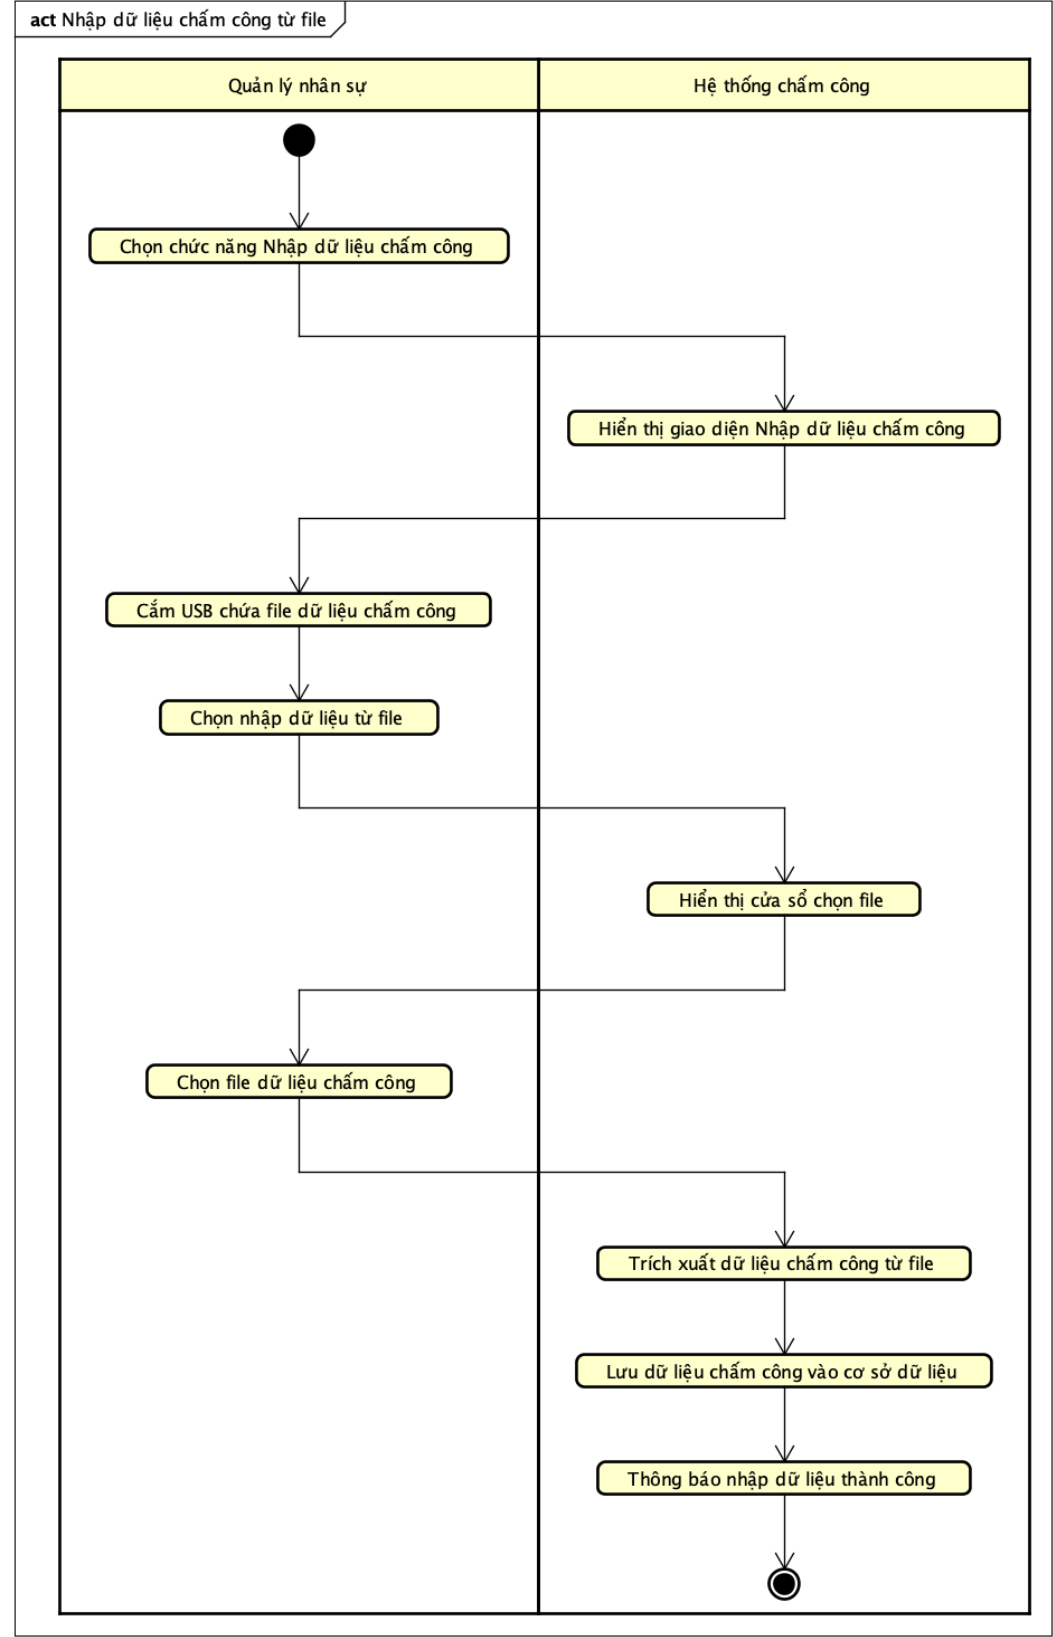 act Nhập dữ liệu chấm công từ file
Quản lý nhân sự
Hệ thống chấm công
Chọn chức năng Nhập dữ liệu chấm công
Hiển thị giao diện Nhập dữ liệu chấm công
Cắm USB chứa file dữ liệu chấm công
Chọn nhập dữ liệu từ file
Hiển thị cửa sổ chọn file
Chọn file dữ liệu chấm công
Trích xuất dữ liệu chấm công từ file
Lưu dữ liệu chấm công vào cơ sở dữ liệu
Thông báo nhập dữ liệu thành công